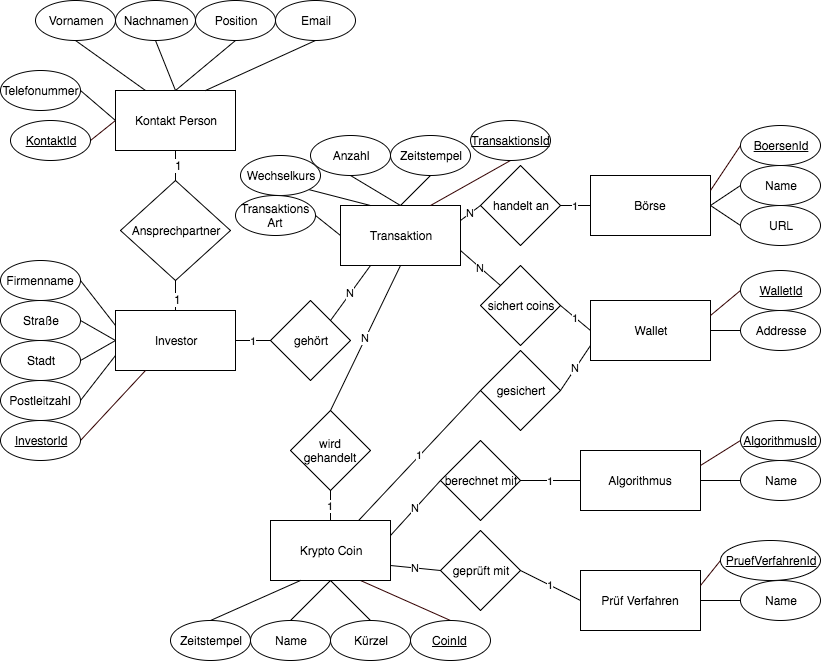 Vornamen
Nachnamen
Position
Email
Telefonummer
Kontakt Person
KontaktId
1
Ansprechpartner
1
Wechselkurs
Anzahl
Zeitstempel
TransaktionsId
Transaktions
Art
Transaktion
N
handelt an
1
Börse
BoersenId
Name
URL
Firmenname
Straße
Stadt
Postleitzahl
InvestorId
Investor
1
gehört
N
N
sichert coins
1
Wallet
WalletId
Addresse
N
gesichert
N
1
wird
gehandelt
1
berechnet mit
N
1
Algorithmus
AlgorithmusId
Name
Krypto Coin
N
geprüft mit
1
Prüf Verfahren
PruefVerfahrenId
Name
Zeitstempel
Name
Kürzel
CoinId